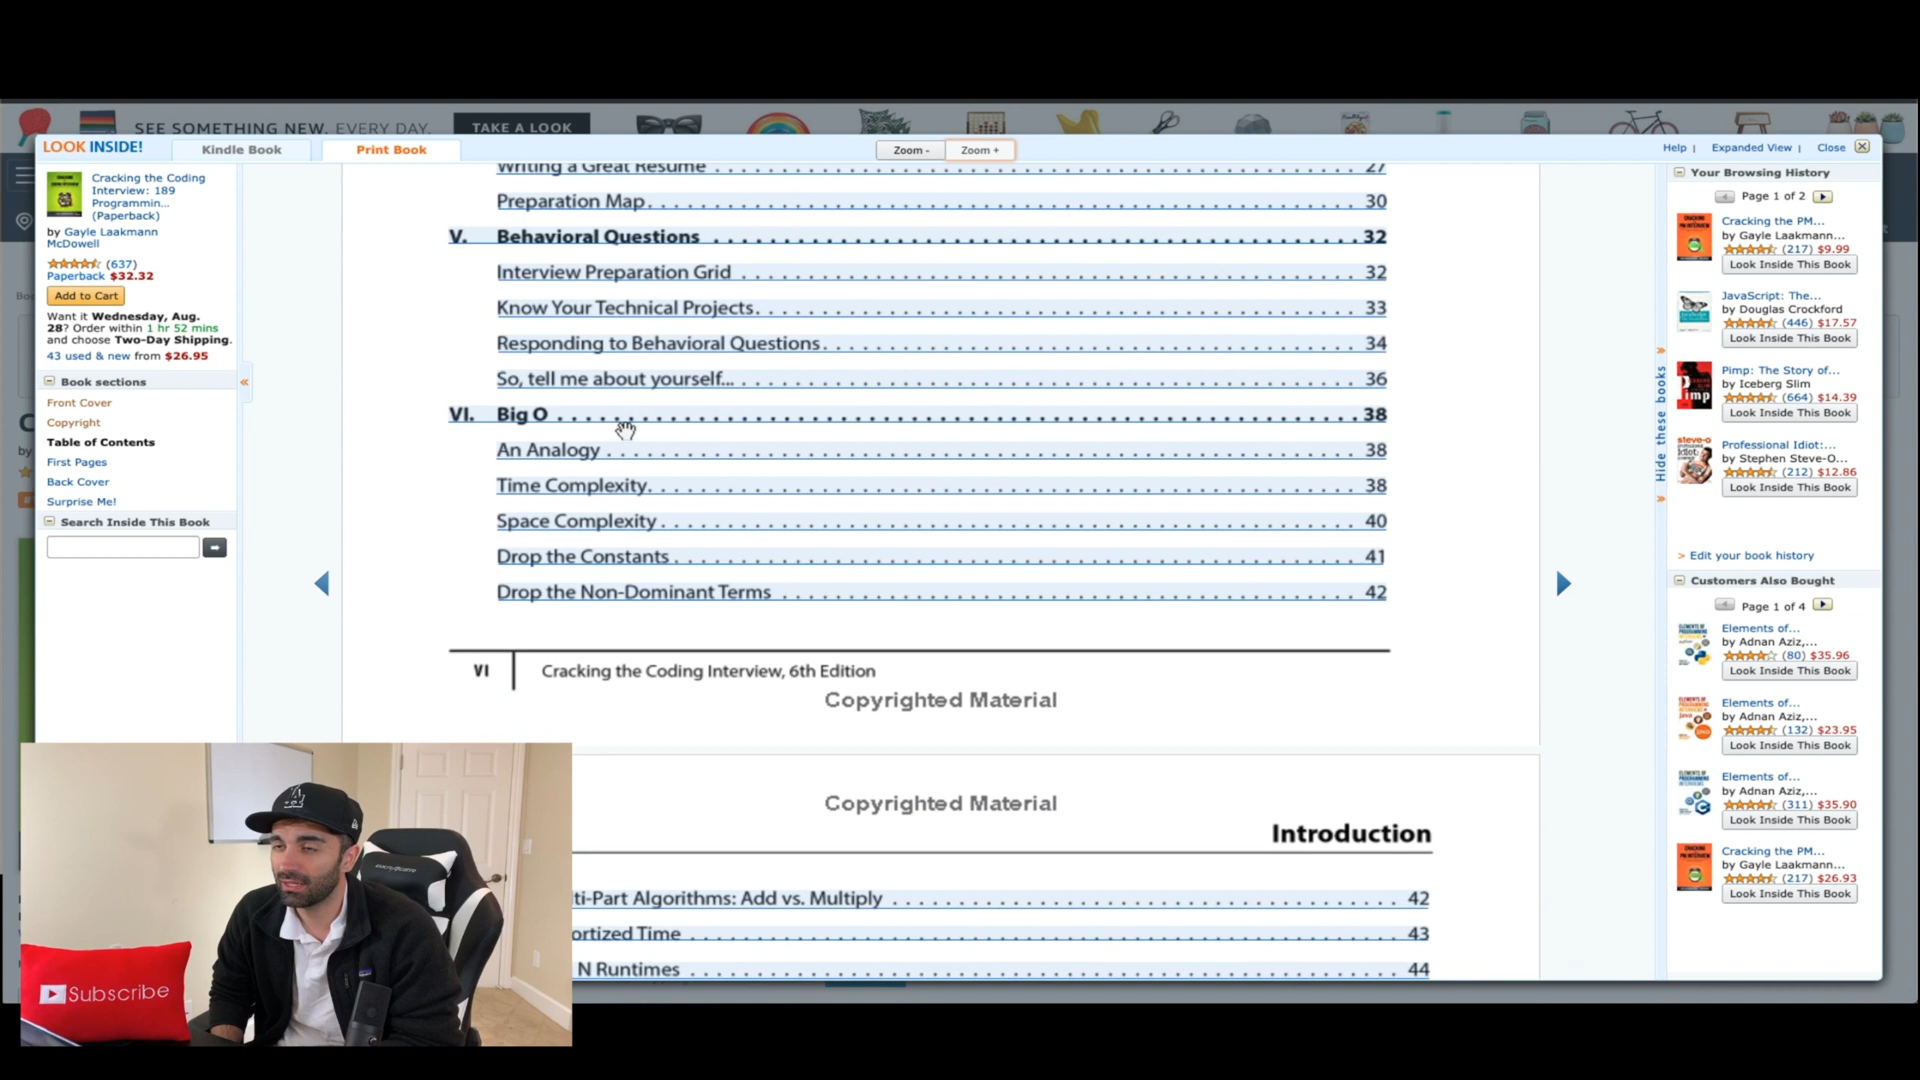 SEE SOMETHING NEW, EVERY DAY.
TAKE A LOOK
LOOK INSIDE!
Kindle Book
Print Book
Zoom -
Zoom +
Help |
Expanded View |
Close
Cracking the Coding
Interview: 189
Programmin...
(Paperback)
by Gayle Laakmann
McDowell
(637)
Paperback $32.32
Add to Cart
Want it Wednesday, Aug.
28? Order within 1 hr 52 mins
and choose Two-Day Shipping.
43 used & new from $26.95
Book sections
Front Cover
Copyright
Table of Contents
First Pages
Back Cover
Surprise Me!
Search Inside This Book
Writing a Great Resume 27
Preparation Map 30
V. Behavioral Questions 32
Interview Preparation Grid 32
Know Your Technical Projects 33
Responding to Behavioral Questions 34
So, tell me about yourself... 36
VI. Big O 38
An Analogy 38
Time Complexity 38
Space Complexity 40
Drop the Constants 41
Drop the Non-Dominant Terms 42
VI | Cracking the Coding Interview, 6th Edition
Copyrighted Material
Copyrighted Material
Introduction
ti-Part Algorithms: Add vs. Multiply 42
ortized Time 43
N Runtimes 44
Hide these books
Your Browsing History
Page 1 of 2
Cracking the PM...
by Gayle Laakmann...
(217) $9.99
Look Inside This Book
JavaScript: The...
by Douglas Crockford
(446) $17.57
Look Inside This Book
Pimp: The Story of...
by Iceberg Slim
(664) $14.39
Look Inside This Book
Professional Idiot:...
by Stephen Steve-O...
(212) $12.86
Look Inside This Book
> Edit your book history
Customers Also Bought
Page 1 of 4
Elements of...
by Adnan Aziz,...
(80) $35.96
Look Inside This Book
Elements of...
by Adnan Aziz,...
(132) $23.95
Look Inside This Book
Elements of...
by Adnan Aziz,...
(311) $35.90
Look Inside This Book
Cracking the PM...
by Gayle Laakmann...
(217) $26.93
Look Inside This Book
Subscribe